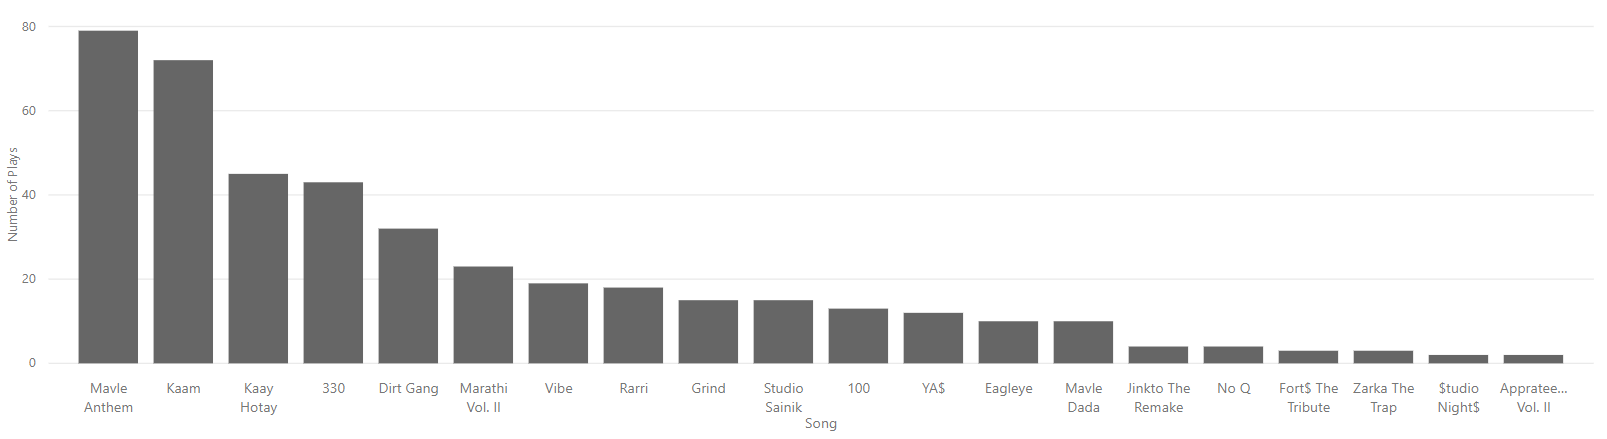 80
60
40
20
0
Number of Plays
Mavle
Anthem
Kaam
Kaay
Hotay
330
Dirt Gang
Marathi
Vol. II
Vibe
Rarri
Grind
Studio
Sainik
100
YA$
Eagleye
Mavle
Dada
Jinkto The
Remake
No Q
Fort$ The
Tribute
Zarka The
Trap
$tudio
Night$
Appratee...
Vol. II
Song